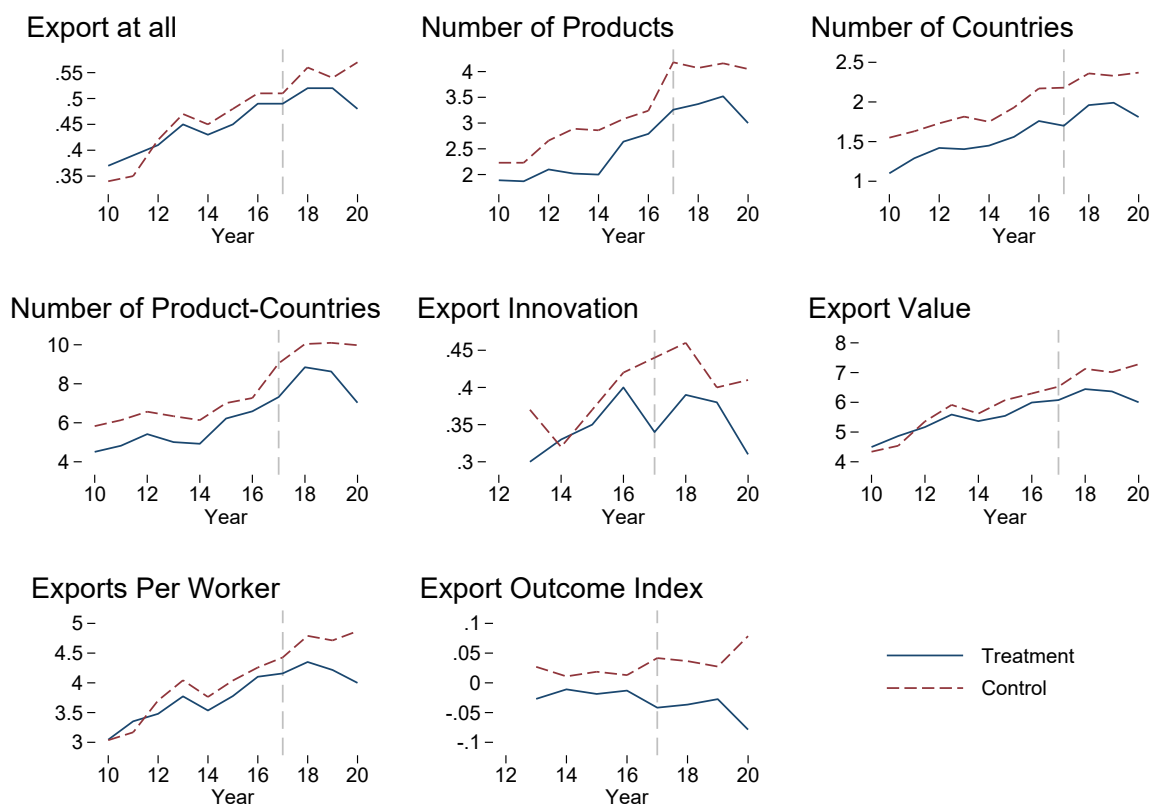 Export at all
Number of Products
Number of Countries
.55
.5
.45
.4
.35
10 12 14 16 18 20
Year
4
3.5
3
2.5
2
10 12 14 16 18 20
Year
2.5
2
1.5
1
10 12 14 16 18 20
Year
Number of Product-Countries
Export Innovation
Export Value
10
8
6
4
10 12 14 16 18 20
Year
.45
.4
.35
.3
12 14 16 18 20
Year
8
7
6
5
4
10 12 14 16 18 20
Year
Exports Per Worker
Export Outcome Index
5
4.5
4
3.5
3
10 12 14 16 18 20
Year
.1
.05
0
-.05
-.1
12 14 16 18 20
Year
Treatment
Control